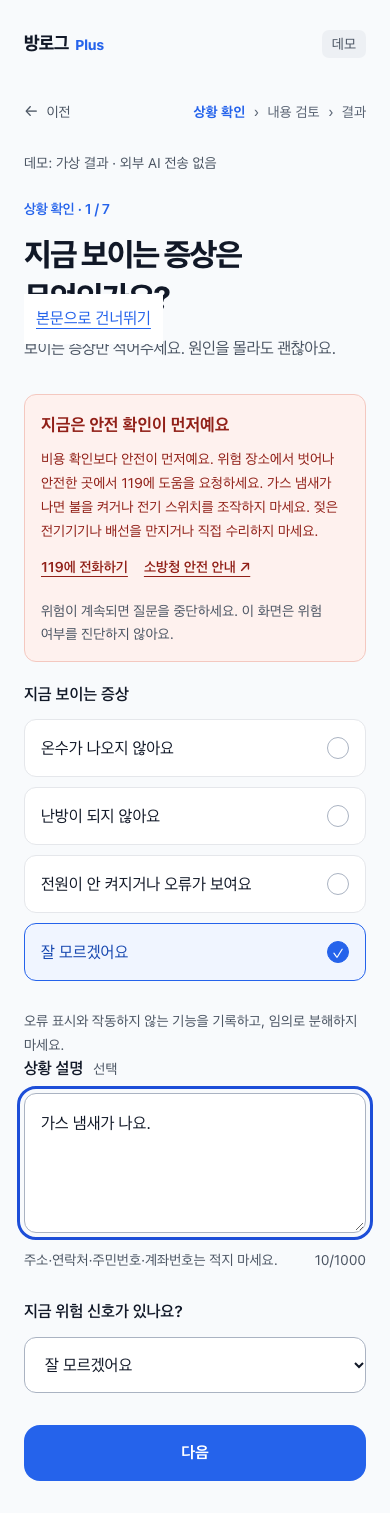 방로그 Plus
데모
← 이전
상황 확인 › 내용 검토 › 결과
데모: 가상 결과 · 외부 AI 전송 없음
상황 확인 · 1 / 7
지금 보이는 증상은
무엇인가요?
본문으로 건너뛰기
보이는 증상만 적어주세요. 원인을 몰라도 괜찮아요.
지금은 안전 확인이 먼저예요
비용 확인보다 안전이 먼저예요. 위험 장소에서 벗어나
안전한 곳에서 119에 도움을 요청하세요. 가스 냄새가
나면 불을 켜거나 전기 스위치를 조작하지 마세요. 젖은
전기기기나 배선을 만지거나 직접 수리하지 마세요.
119에 전화하기 소방청 안전 안내 ↗
위험이 계속되면 질문을 중단하세요. 이 화면은 위험
여부를 진단하지 않아요.
지금 보이는 증상
온수가 나오지 않아요
난방이 되지 않아요
전원이 안 켜지거나 오류가 보여요
잘 모르겠어요
오류 표시와 작동하지 않는 기능을 기록하고, 임의로 분해하지
마세요.
상황 설명 선택
가스 냄새가 나요.
주소·연락처·주민번호·계좌번호는 적지 마세요. 10/1000
지금 위험 신호가 있나요?
잘 모르겠어요
다음